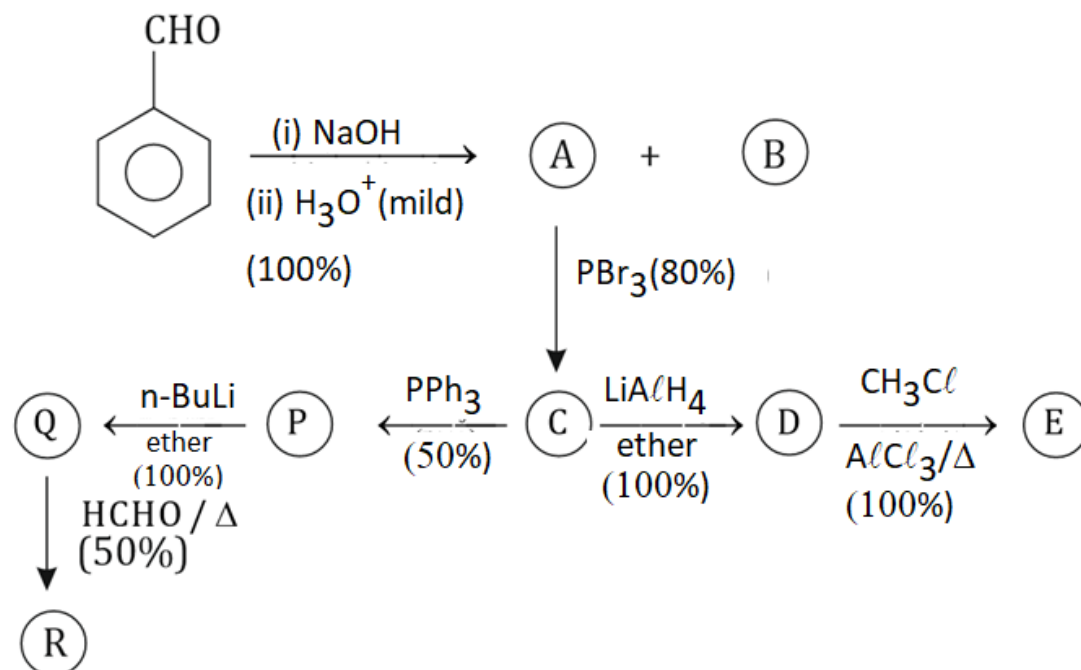 CHO
(i) NaOH
(ii) H₃O⁺(mild)
(100%)
A + B
PBr₃(80%)
Q
n-BuLi
ether
(100%)
P
PPh₃
(50%)
C
LiAℓH₄
ether
(100%)
D
CH₃Cℓ
AℓCℓ₃/Δ
(100%)
E
HCHO / Δ
(50%)
R